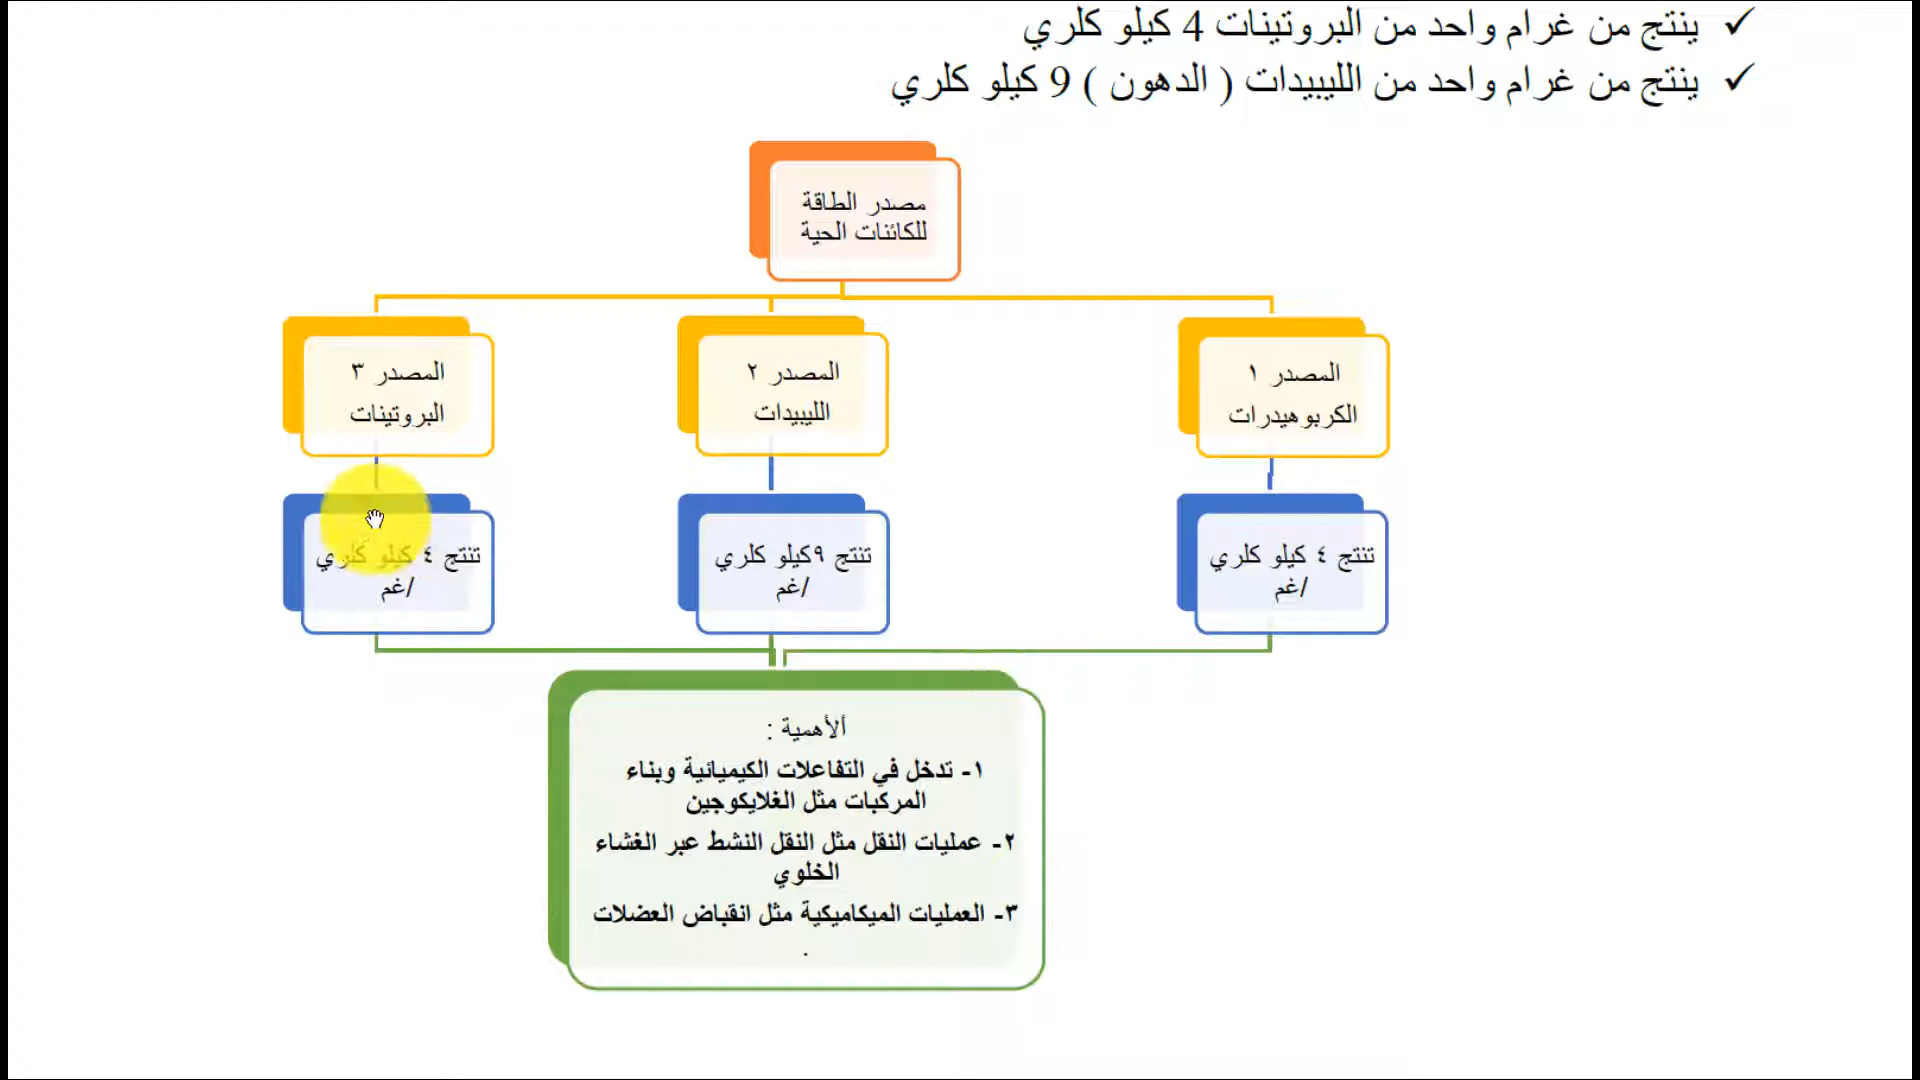 ✓ ينتج من غرام واحد من البروتينات 4 كيلو كلري
✓ ينتج من غرام واحد من الليبيدات ( الدهون ) 9 كيلو كلري
مصدر الطاقة
للكائنات الحية
المصدر ١
الكربوهيدرات
المصدر ٢
الليبيدات
المصدر ٣
البروتينات
تنتج ٤ كيلو كلري
/غم
تنتج ٩كيلو كلري
/غم
تنتج ٤ كيلو كلري
/غم
ألأهمية :
١- تدخل في التفاعلات الكيميائية وبناء
المركبات مثل الغلايكوجين
٢- عمليات النقل مثل النقل النشط عبر الغشاء
الخلوي
٣- العمليات الميكاميكية مثل انقباض العضلات
.